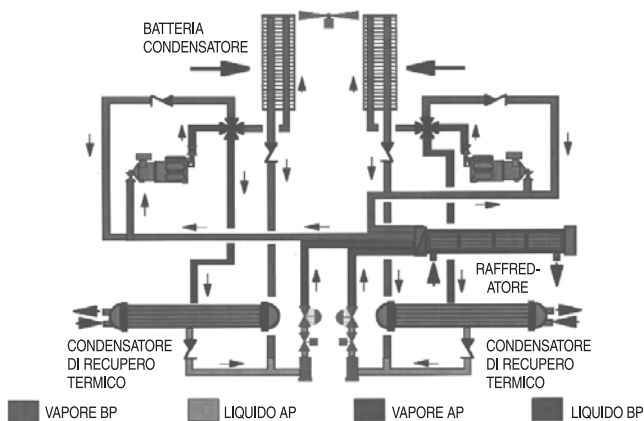 BATTERIA
CONDENSATORE
RAFFRED-
ATORE
CONDENSATORE
DI RECUPERO
TERMICO
CONDENSATORE
DI RECUPERO
TERMICO
VAPORE BP
LIQUIDO AP
VAPORE AP
LIQUIDO BP